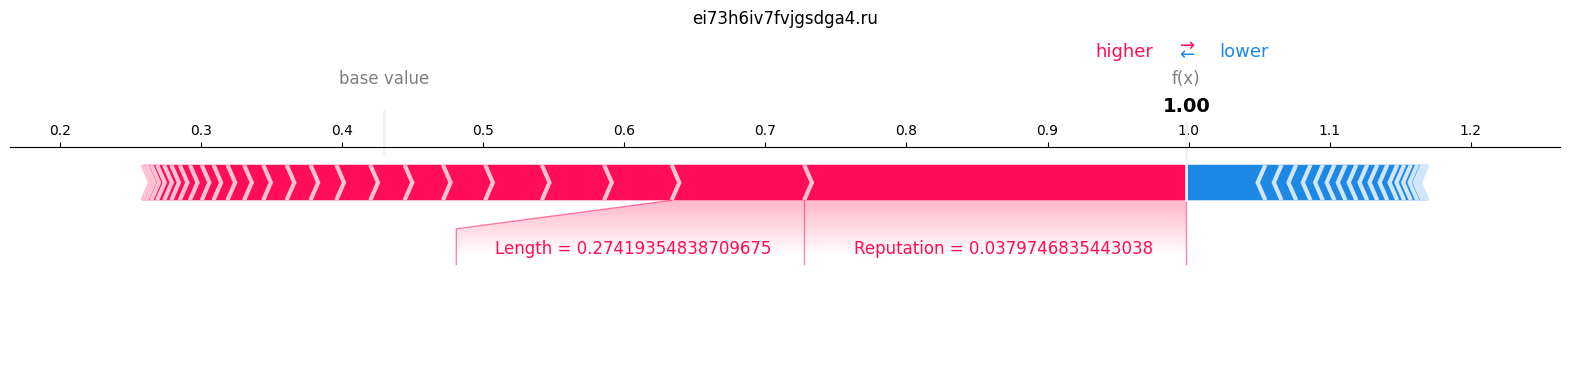 ei73h6iv7fvjgsdga4.ru
higher → ← lower
base value f(x)
1.00
0.2 0.3 0.4 0.5 0.6 0.7 0.8 0.9 1.0 1.1 1.2
Length = 0.27419354838709675 Reputation = 0.0379746835443038